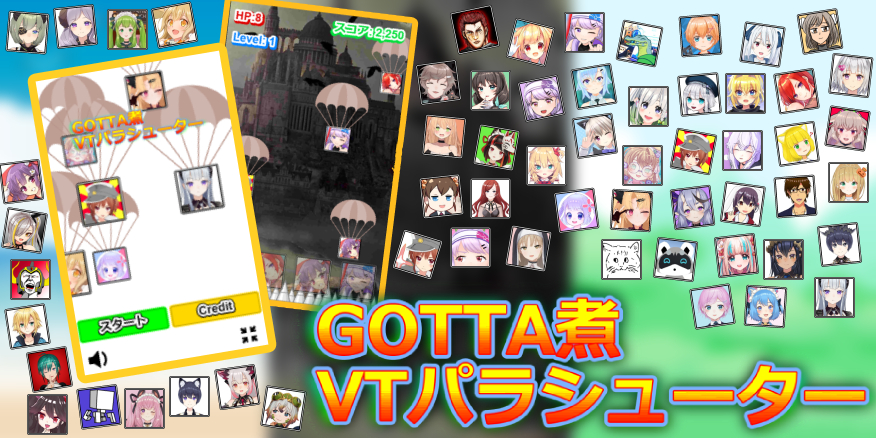 HP:8
スコア:2,250
Level: 1
GOTTA煮
VTパラシューター
スタート
Credit
GOTTA煮
VTパラシューター